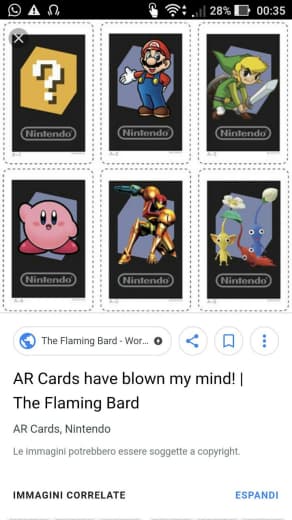 28% 00:35
?
Nintendo Nintendo Nintendo
Nintendo Nintendo Nintendo
The Flaming Bard - Wor...
AR Cards have blown my mind! |
The Flaming Bard
AR Cards, Nintendo
Le immagini potrebbero essere soggette a copyright.
IMMAGINI CORRELATE ESPANDI